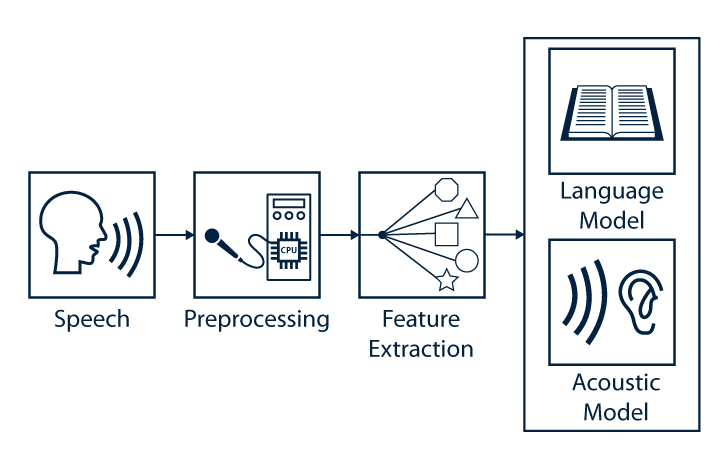 Speech
CPU
Preprocessing
Feature
Extraction
Language
Model
Acoustic
Model